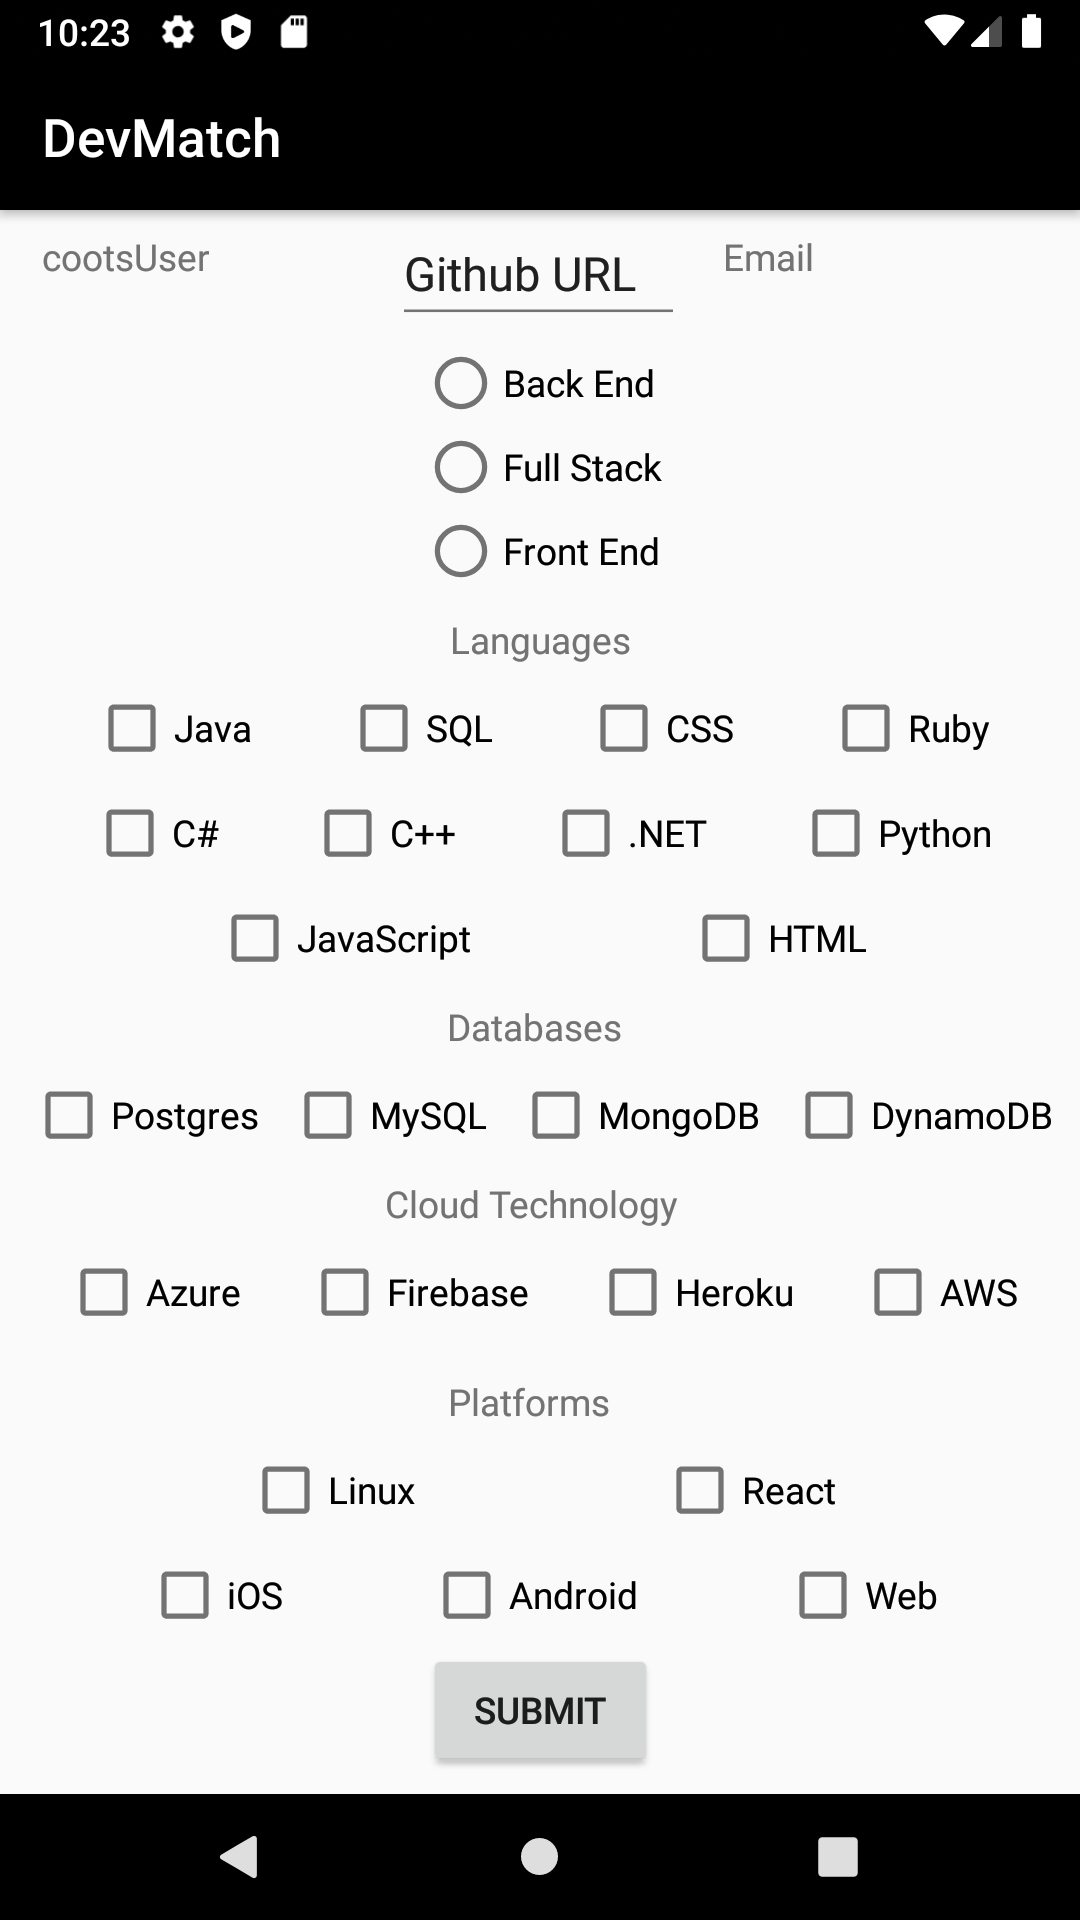 10:23
DevMatch
cootsUser Github URL Email
Back End
Full Stack
Front End
Languages
Java SQL CSS Ruby
C# C++ .NET Python
JavaScript HTML
Databases
Postgres MySQL MongoDB DynamoDB
Cloud Technology
Azure Firebase Heroku AWS
Platforms
Linux React
iOS Android Web
SUBMIT